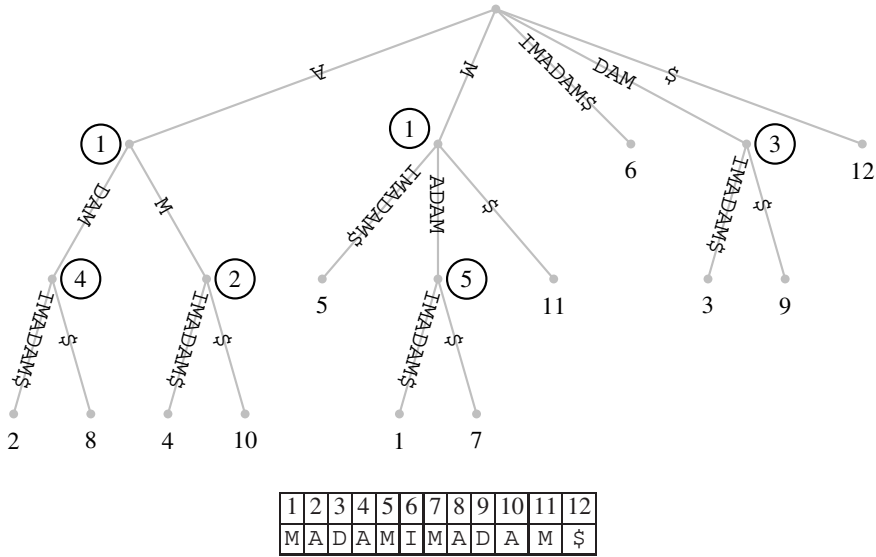 A M IMADAM$ DAM $
1 1 6 3 12
DAM M IMADAM$ ADAM $ IMADAM$ $
4 2 5 5 11 3 9
IMADAM$ $ IMADAM$ $ IMADAM$ $
2 8 4 10 1 7
1 2 3 4 5 6 7 8 9 10 11 12
M A D A M I M A D A M $